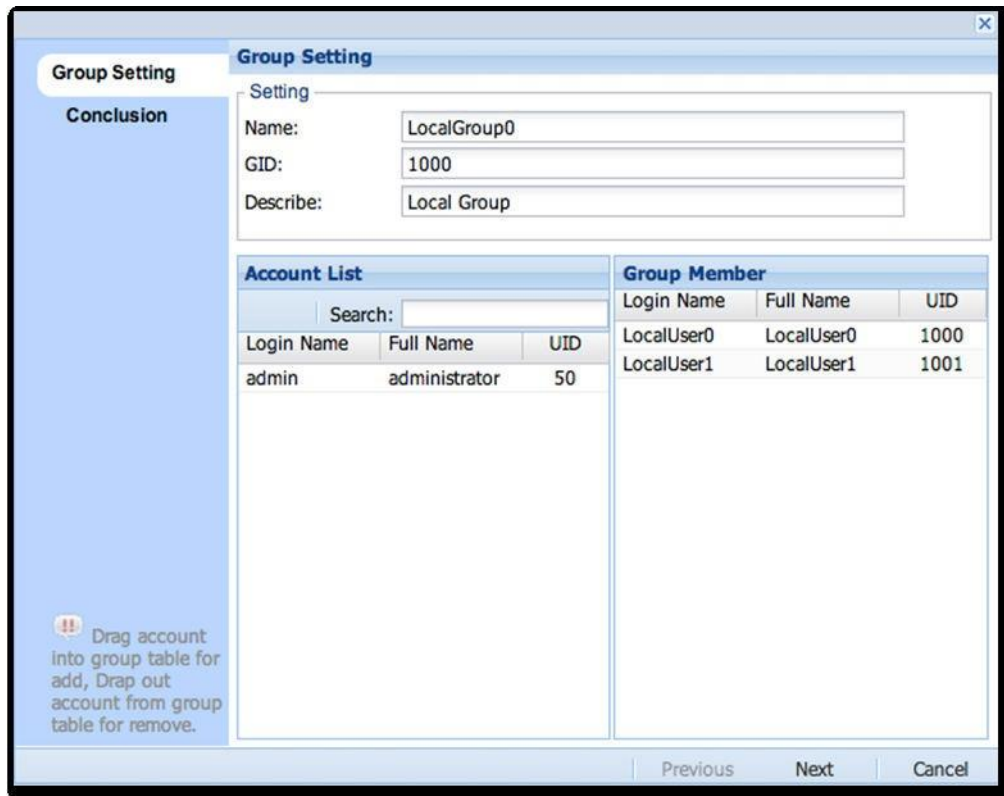 Group Setting
Conclusion
Drag account
into group table for
add, Drap out
account from group
table for remove.
Group Setting
Setting
Name: LocalGroup0
GID: 1000
Describe: Local Group
Account List
Search:
Login Name Full Name UID
admin administrator 50
Group Member
Login Name Full Name UID
LocalUser0 LocalUser0 1000
LocalUser1 LocalUser1 1001
Previous Next Cancel